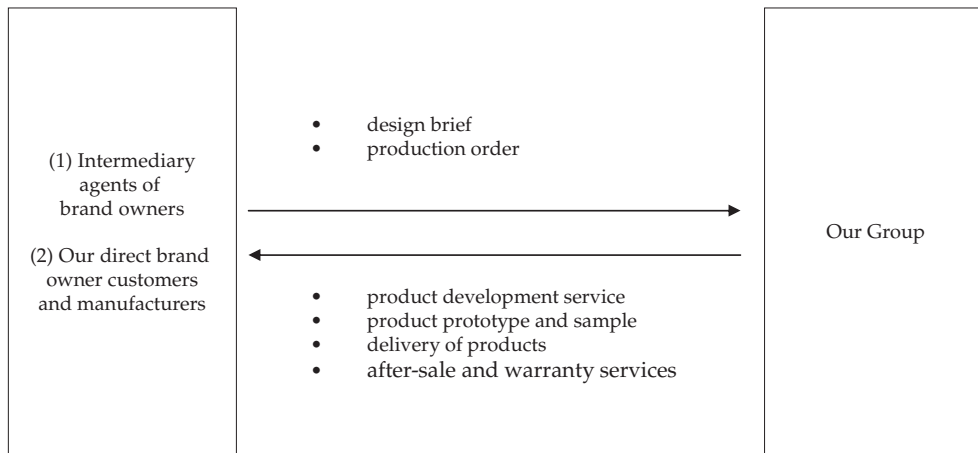 (1) Intermediary
agents of
brand owners
(2) Our direct brand
owner customers
and manufacturers
• design brief
• production order
• product development service
• product prototype and sample
• delivery of products
• after-sale and warranty services
Our Group